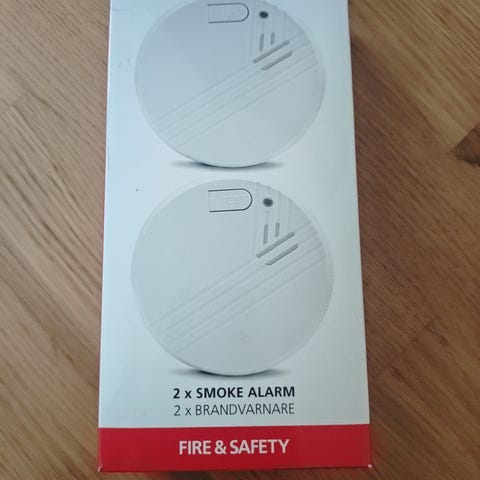 2 x SMOKE ALARM
2 x BRANDVARNARE
FIRE & SAFETY